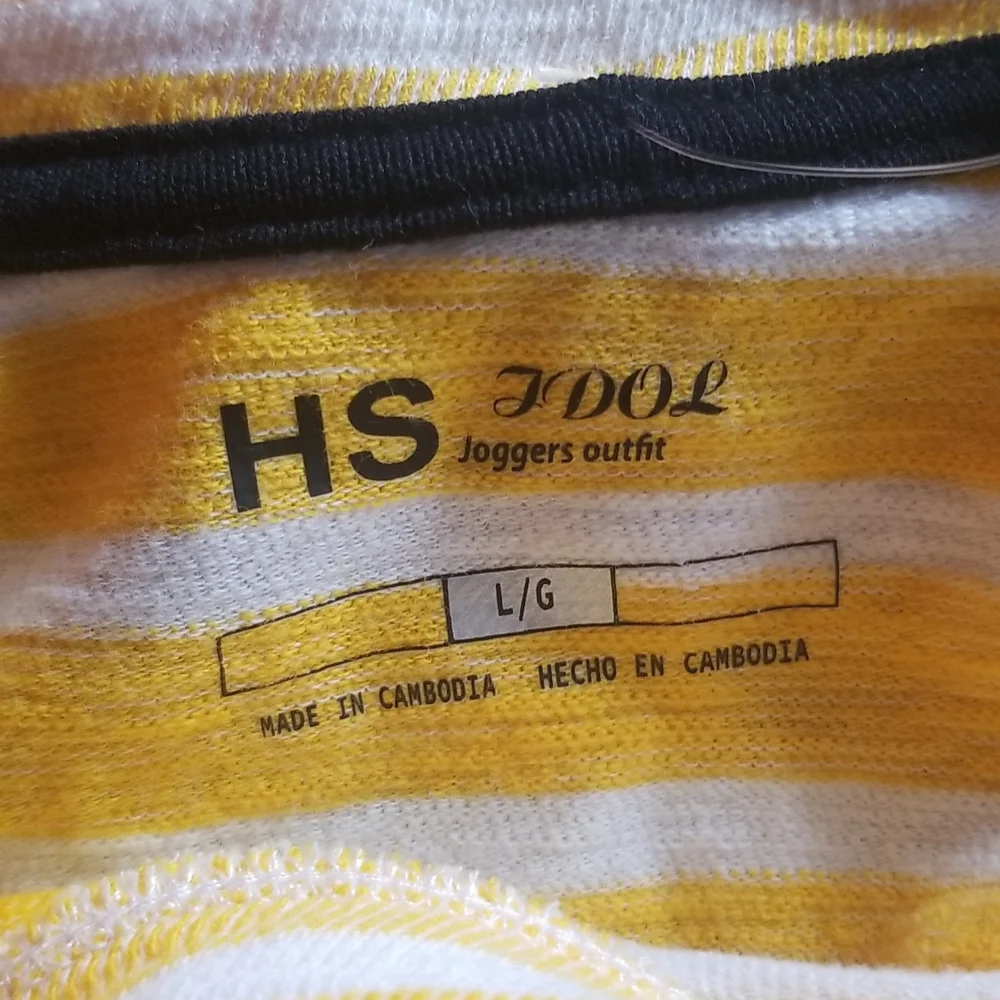 HS IDOL
Joggers outfit
L/G
MADE IN CAMBODIA HECHO EN CAMBODIA